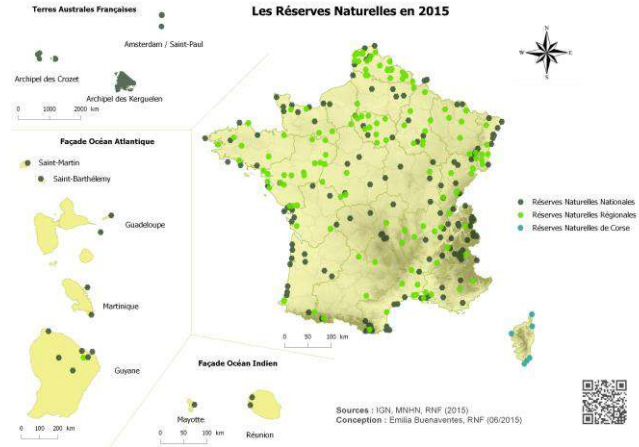 Terres Australes Françaises
Les Réserves Naturelles en 2015
Amsterdam / Saint-Paul
Archipel des Crozet
Archipel des Kerguelen
0 1000 2000 km
N
W E
S
Façade Océan Atlantique
Saint-Martin
Saint-Barthélemy
Guadeloupe
Martinique
Guyane
0 100 200 km
Réserves Naturelles Nationales
Réserves Naturelles Régionales
Réserves Naturelles de Corse
0 50 100 km
Façade Océan Indien
Mayotte
Réunion
0 50 100 km
Sources : IGN, MNHN, RNF (2015)
Conception : Emilia Buenaventes, RNF (06/2015)